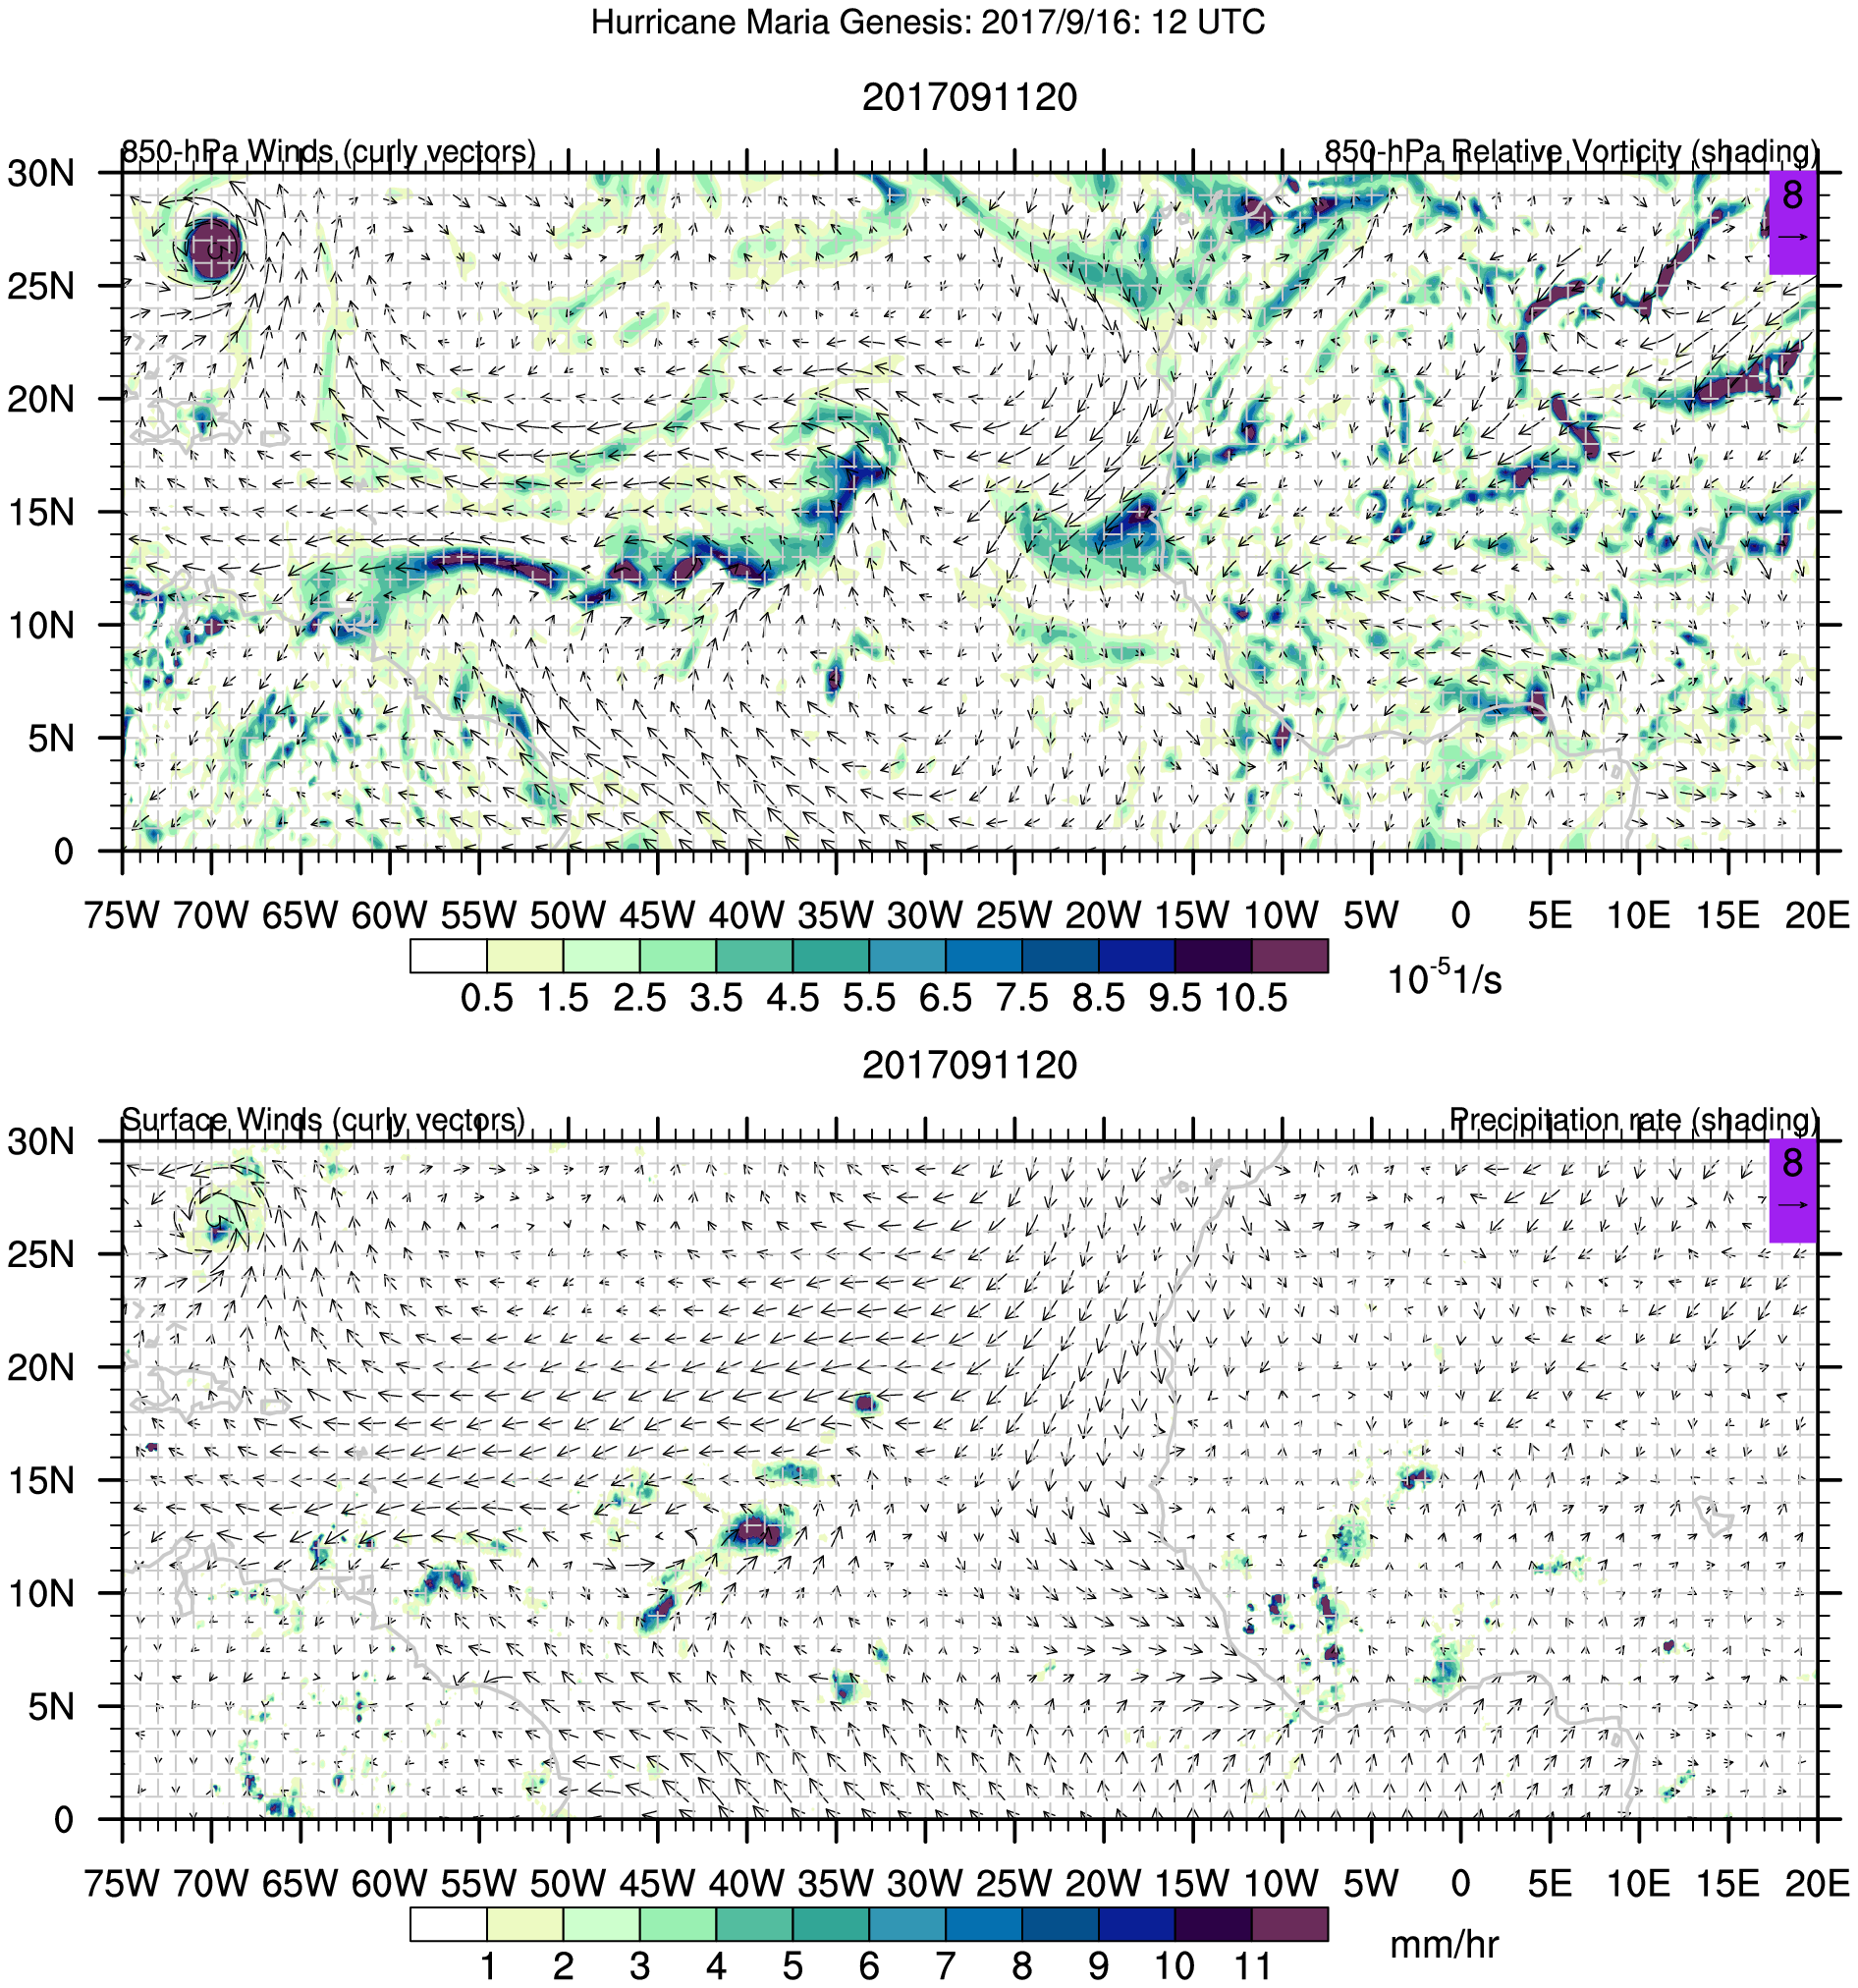 Hurricane Maria Genesis: 2017/9/16: 12 UTC
2017091120
850-hPa Winds (curly vectors) 850-hPa Relative Vorticity (shading)
8
30N
25N
20N
15N
10N
5N
0
75W 70W 65W 60W 55W 50W 45W 40W 35W 30W 25W 20W 15W 10W 5W 0 5E 10E 15E 20E
0.5 1.5 2.5 3.5 4.5 5.5 6.5 7.5 8.5 9.5 10.5
10⁻⁵1/s
2017091120
Surface Winds (curly vectors) Precipitation rate (shading)
8
30N
25N
20N
15N
10N
5N
0
75W 70W 65W 60W 55W 50W 45W 40W 35W 30W 25W 20W 15W 10W 5W 0 5E 10E 15E 20E
1 2 3 4 5 6 7 8 9 10 11
mm/hr